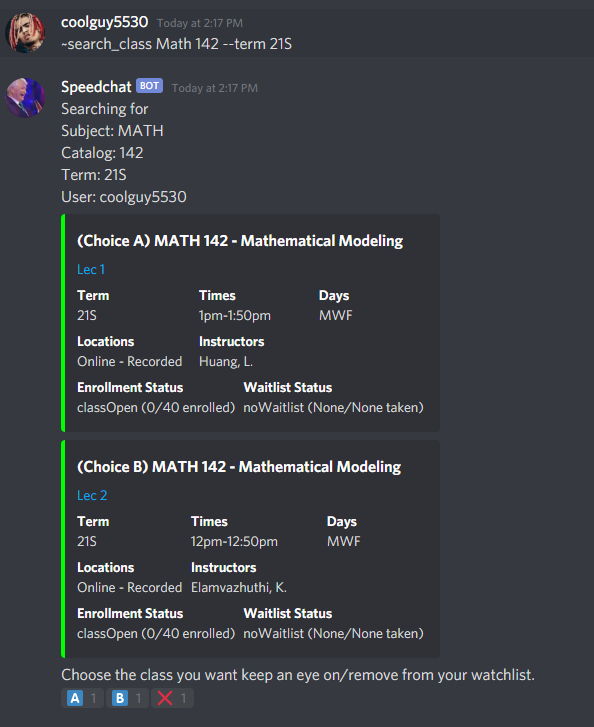 coolguy5530 Today at 2:17 PM
~search_class Math 142 --term 21S
Speedchat BOT Today at 2:17 PM
Searching for
Subject: MATH
Catalog: 142
Term: 21S
User: coolguy5530
(Choice A) MATH 142 - Mathematical Modeling
Lec 1
Term Times Days
21S 1pm-1:50pm MWF
Locations Instructors
Online - Recorded Huang, L.
Enrollment Status Waitlist Status
classOpen (0/40 enrolled) noWaitlist (None/None taken)
(Choice B) MATH 142 - Mathematical Modeling
Lec 2
Term Times Days
21S 12pm-12:50pm MWF
Locations Instructors
Online - Recorded Elamvazhuthi, K.
Enrollment Status Waitlist Status
classOpen (0/40 enrolled) noWaitlist (None/None taken)
Choose the class you want keep an eye on/remove from your watchlist.
A 1 B 1 ❌ 1